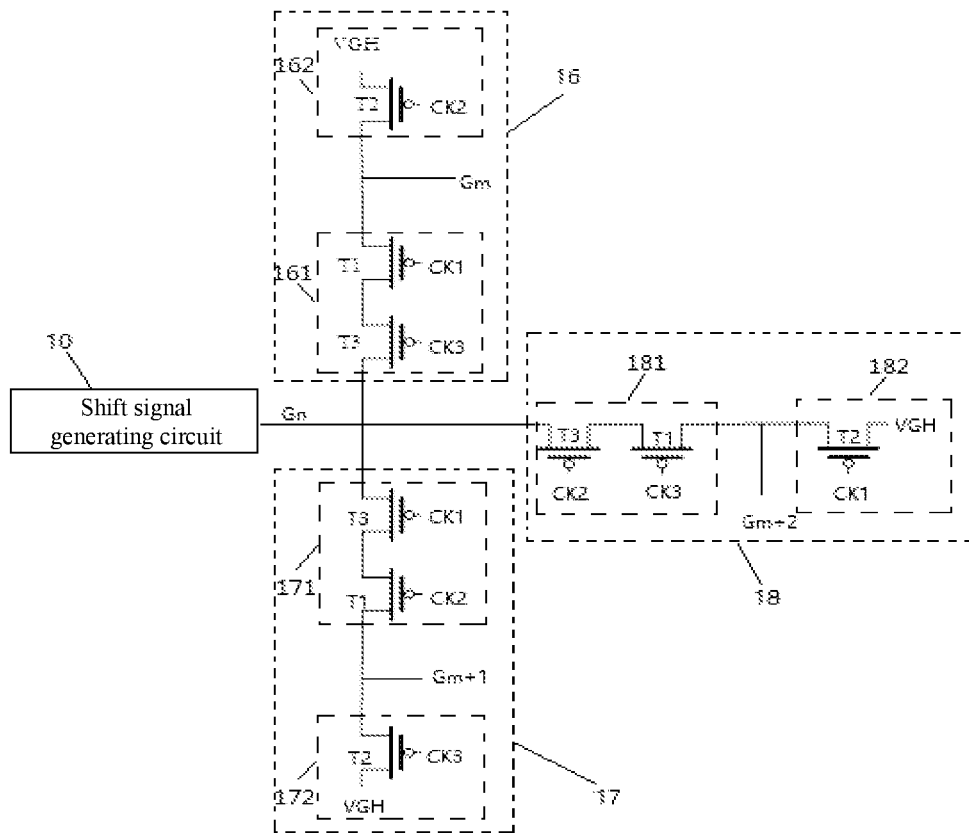 VGH
162
T2
CK2
16
Gm
161
T1
CK1
T3
CK3
10
Shift signal
generating circuit
Gn
181
182
T3
T1
T2
VGH
CK2
CK3
CK1
Gm+2
18
T3
CK1
171
T1
CK2
Gm+1
T2
CK3
172
VGH
17